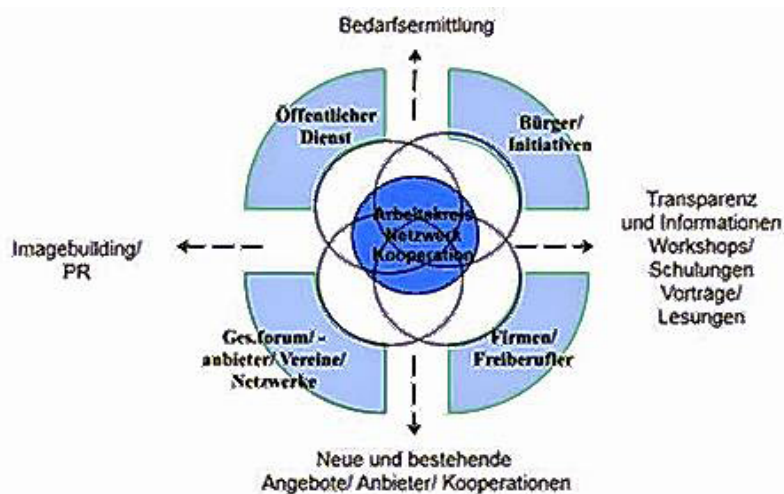 Bedarfsermittlung
Öffentlicher
Dienst
Bürger/
Initiativen
Arbeitskreis
Netzwerk
Kooperation
Imagebuilding/
PR
Transparenz
und Informationen
Workshops/
Schulungen
Vorträge/
Lesungen
Ges.forum/ -
anbieter/ Vereine/
Netzwerke
Firmen/
Freiberufler
Neue und bestehende
Angebote/ Anbieter/ Kooperationen